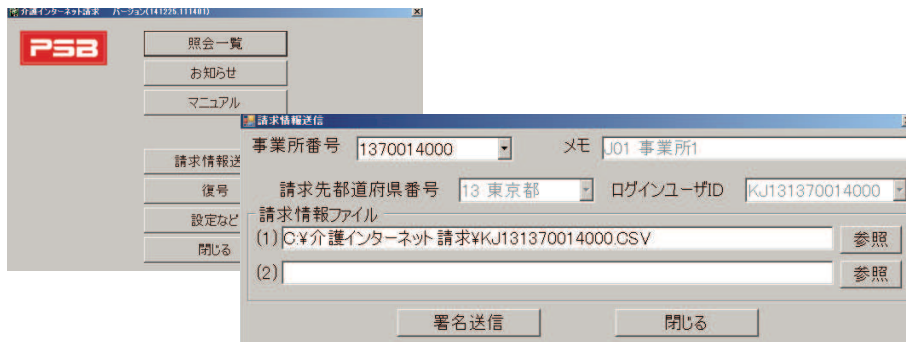 介護インターネット請求 バージョン(141225.111401)
PSB
照会一覧
お知らせ
マニュアル
請求情報送
復号
設定など
閉じる
請求情報送信
事業所番号 1370014000 メモ J01 事業所1
請求先都道府県番号 13 東京都 ログインユーザID KJ131370014000
請求情報ファイル
(1) C:¥介護インターネット請求¥KJ131370014000.CSV 参照
(2) 参照
署名送信 閉じる